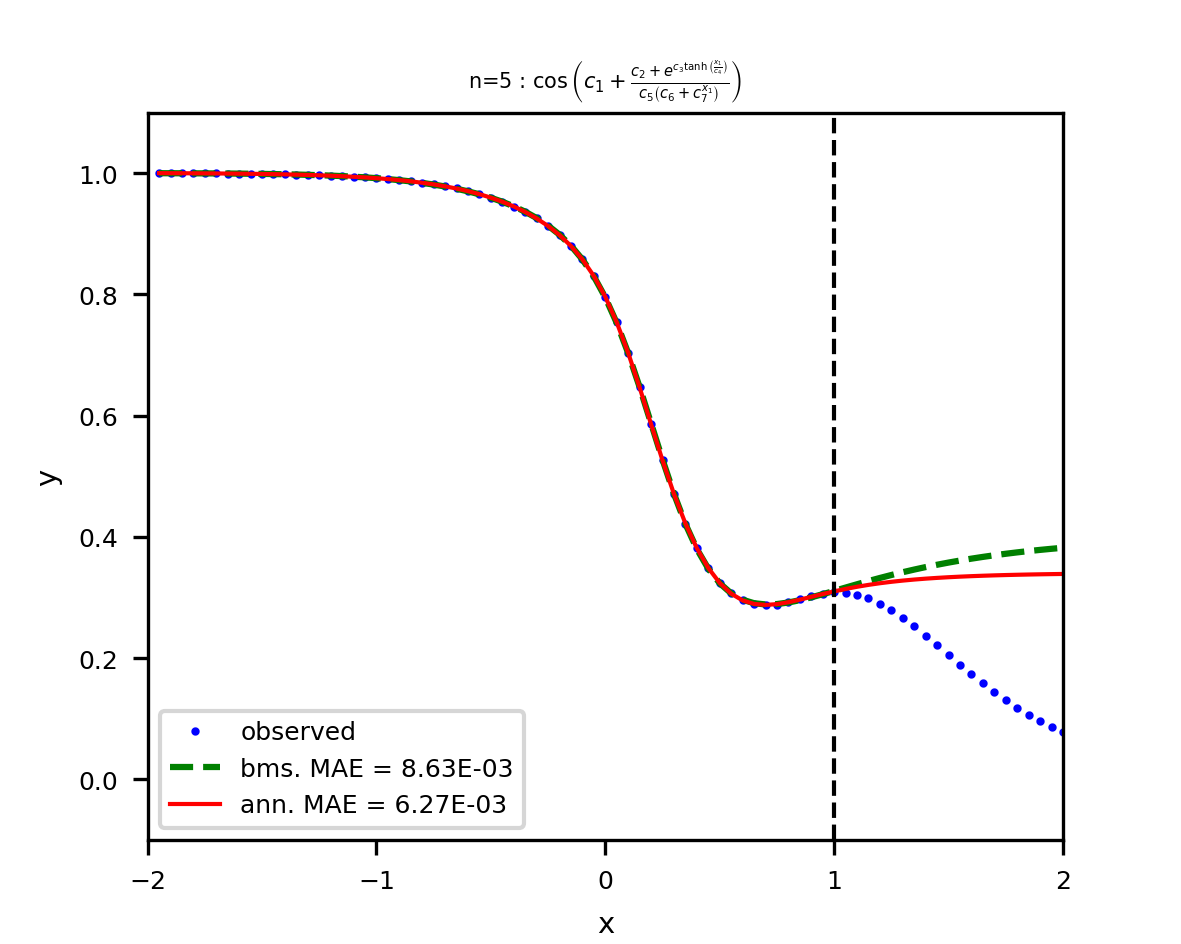 n=5 : cos(c₁ + (c₂ + e^(c₃tanh(x₁/c₄)))/(c₅(c₆ + c₇^(x₁))))
1.0
0.8
0.6
0.4
0.2
0.0
y
observed
bms. MAE = 8.63E-03
ann. MAE = 6.27E-03
−2 −1 0 1 2
x